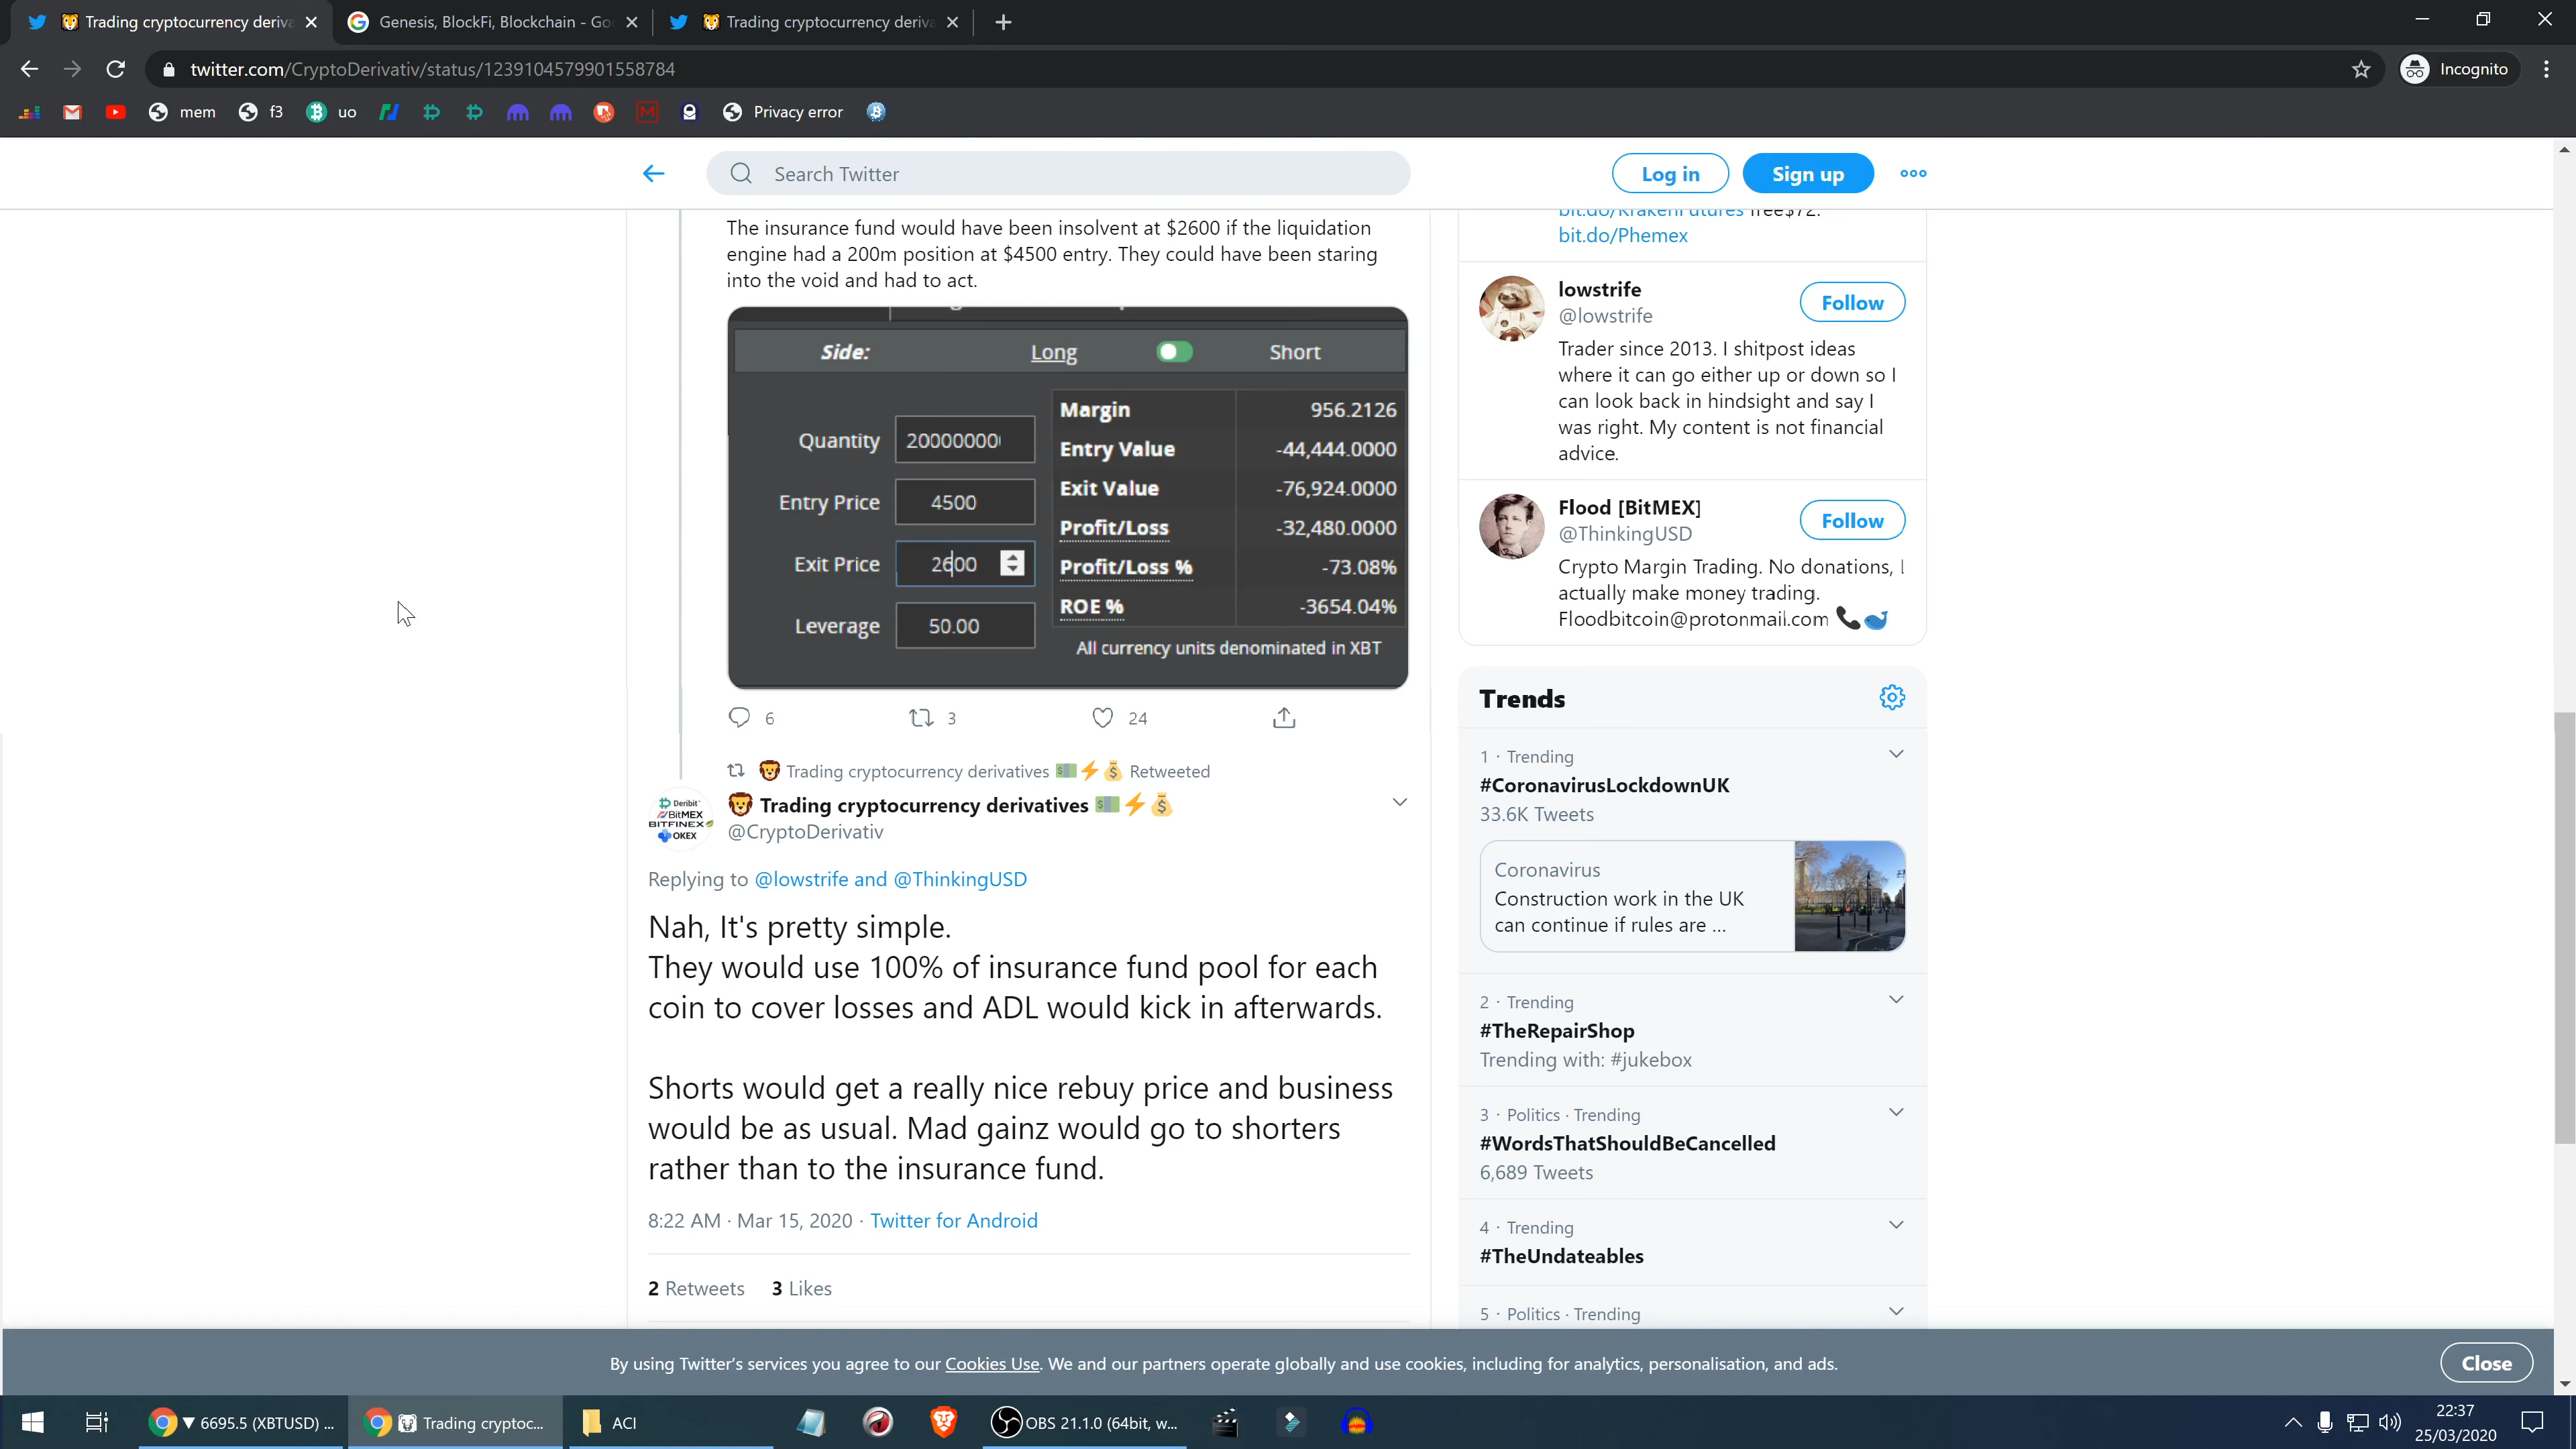 Trading cryptocurrency deriva
Genesis, BlockFi, Blockchain - Go
Trading cryptocurrency deriva
twitter.com/CryptoDerivativ/status/1239104579901558784
Incognito
mem
f3
uo
Privacy error
Search Twitter
Log in
Sign up
The insurance fund would have been insolvent at $2600 if the liquidation
engine had a 200m position at $4500 entry. They could have been staring
into the void and had to act.
Side:
Long
Short
Quantity
20000000
Entry Price
4500
Exit Price
2600
Leverage
50.00
Margin
956.2126
Entry Value
-44,444.0000
Exit Value
-76,924.0000
Profit/Loss
-32,480.0000
Profit/Loss %
-73.08%
ROE %
-3654.04%
All currency units denominated in XBT
6
3
24
Trading cryptocurrency derivatives 💵⚡💰 Retweeted
Deribit
BitMEX
BITFINEX
OKEX
🦁 Trading cryptocurrency derivatives 💵⚡💰
@CryptoDerivativ
Replying to @lowstrife and @ThinkingUSD
Nah, It's pretty simple.
They would use 100% of insurance fund pool for each
coin to cover losses and ADL would kick in afterwards.
Shorts would get a really nice rebuy price and business
would be as usual. Mad gainz would go to shorters
rather than to the insurance fund.
8:22 AM · Mar 15, 2020 · Twitter for Android
2 Retweets
3 Likes
bit.do/KrakenFutures free$72.
bit.do/Phemex
lowstrife
@lowstrife
Follow
Trader since 2013. I shitpost ideas
where it can go either up or down so I
can look back in hindsight and say I
was right. My content is not financial
advice.
Flood [BitMEX]
@ThinkingUSD
Follow
Crypto Margin Trading. No donations, I
actually make money trading.
Floodbitcoin@protonmail.com 📞🐳
Trends
1 · Trending
#CoronavirusLockdownUK
33.6K Tweets
Coronavirus
Construction work in the UK
can continue if rules are ...
2 · Trending
#TheRepairShop
Trending with: #jukebox
3 · Politics · Trending
#WordsThatShouldBeCancelled
6,689 Tweets
4 · Trending
#TheUndateables
5 · Politics · Trending
By using Twitter's services you agree to our Cookies Use. We and our partners operate globally and use cookies, including for analytics, personalisation, and ads.
Close
▼ 6695.5 (XBTUSD) ...
Trading cryptoc...
ACI
OBS 21.1.0 (64bit, w...
22:37
25/03/2020